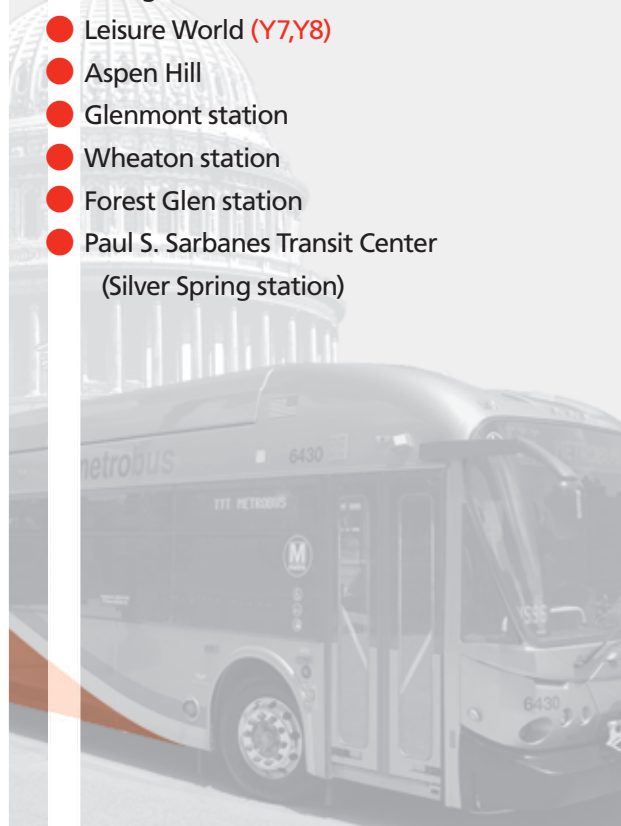 Leisure World (Y7,Y8)
Aspen Hill
Glenmont station
Wheaton station
Forest Glen station
Paul S. Sarbanes Transit Center
(Silver Spring station)
metrobus
6430
METROBUS
M
6430